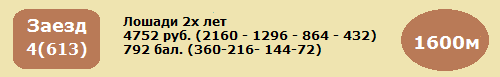 Заезд
4(613)
Лошади 2х лет
4752 руб. (2160 - 1296 - 864 - 432)
792 бал. (360-216- 144-72)
1600м